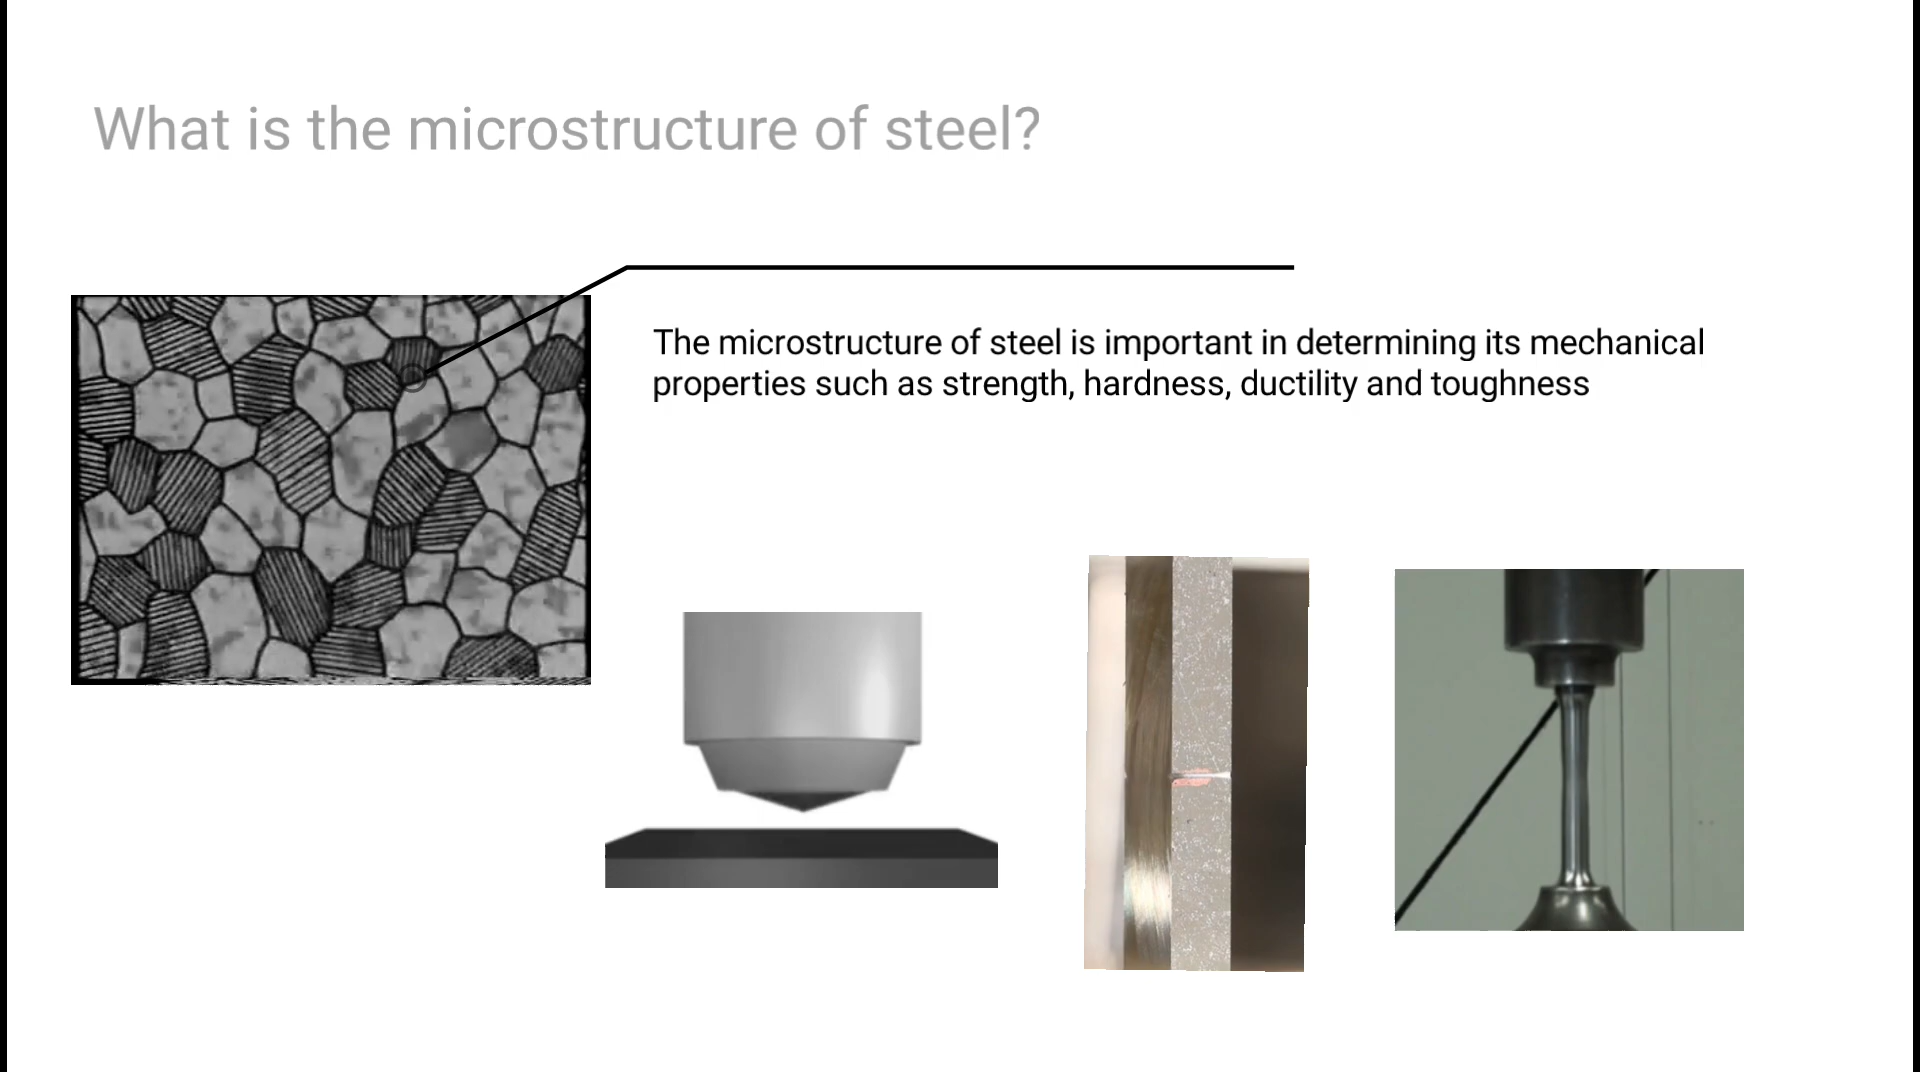 What is the microstructure of steel?
The microstructure of steel is important in determining its mechanical
properties such as strength, hardness, ductility and toughness